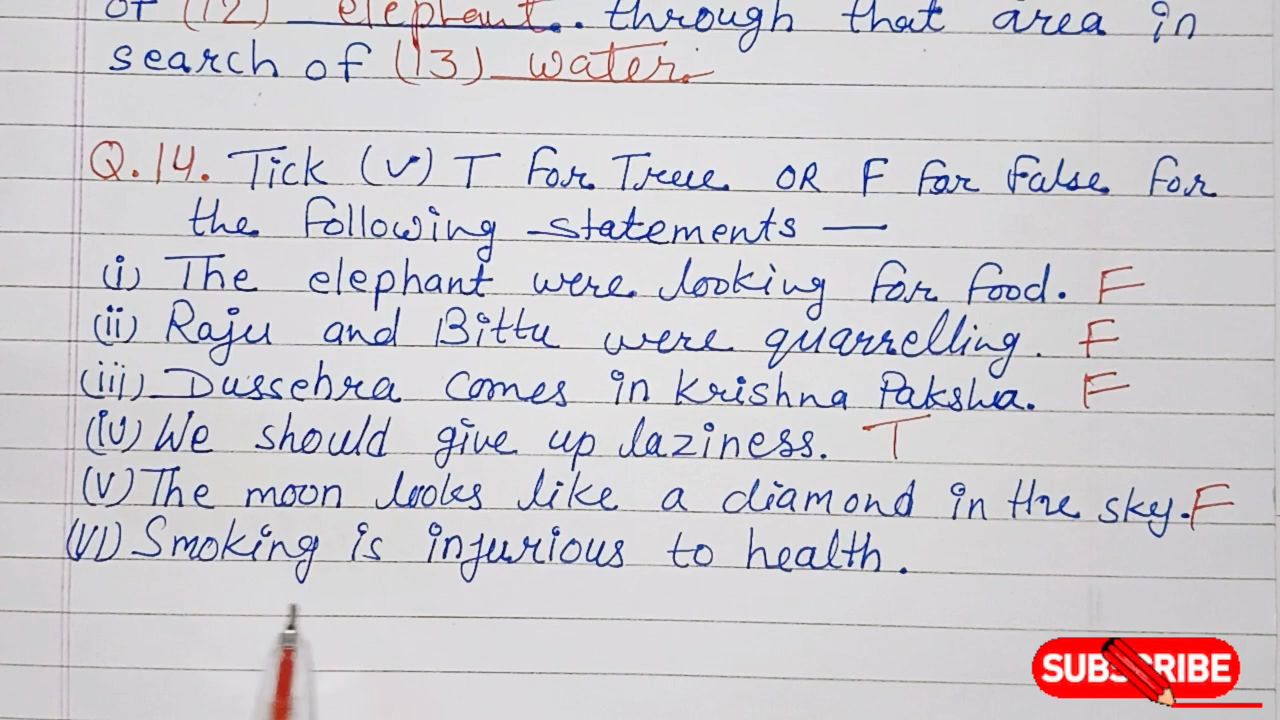 of (12) elephant. through that area in
search of (13) water.
Q.14. Tick (✓) T for True OR F for false for
the following statements —
(i) The elephant were looking for food. F
(ii) Raju and Bittu were quarrelling. F
(iii) Dussehra comes in Krishna Paksha. F
(iv) We should give up laziness. T
(v) The moon looks like a diamond in the sky. F
(VI) Smoking is injurious to health.
SUBSCRIBE